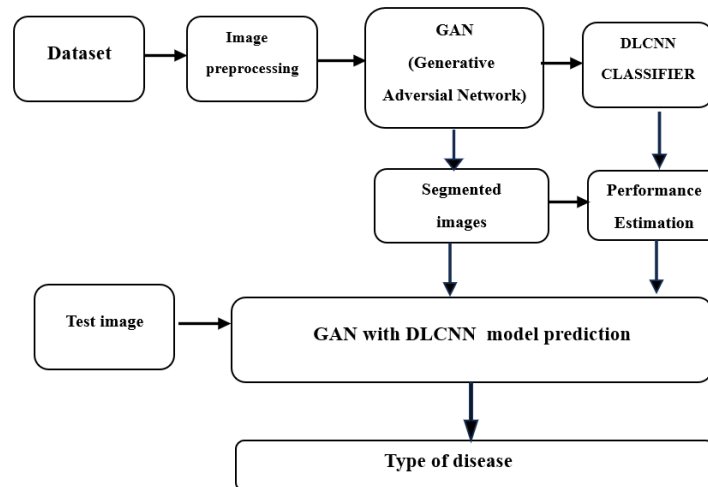 Dataset
Image
preprocessing
GAN
(Generative
Adversial Network)
DLCNN
CLASSIFIER
Segmented
images
Performance
Estimation
Test image
GAN with DLCNN model prediction
Type of disease